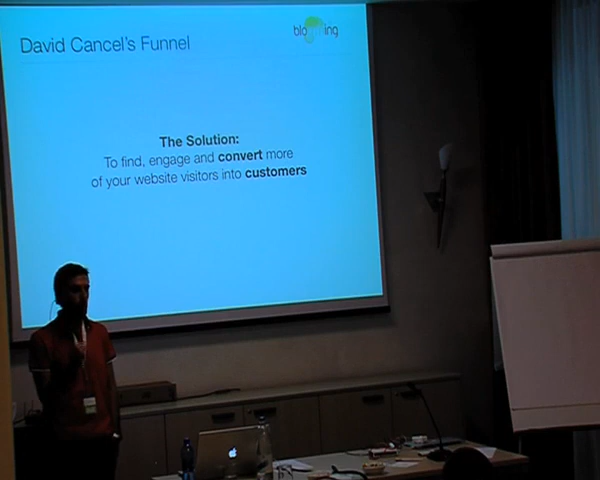 David Cancel's Funnel
blooming
The Solution:
To find, engage and convert more
of your website visitors into customers